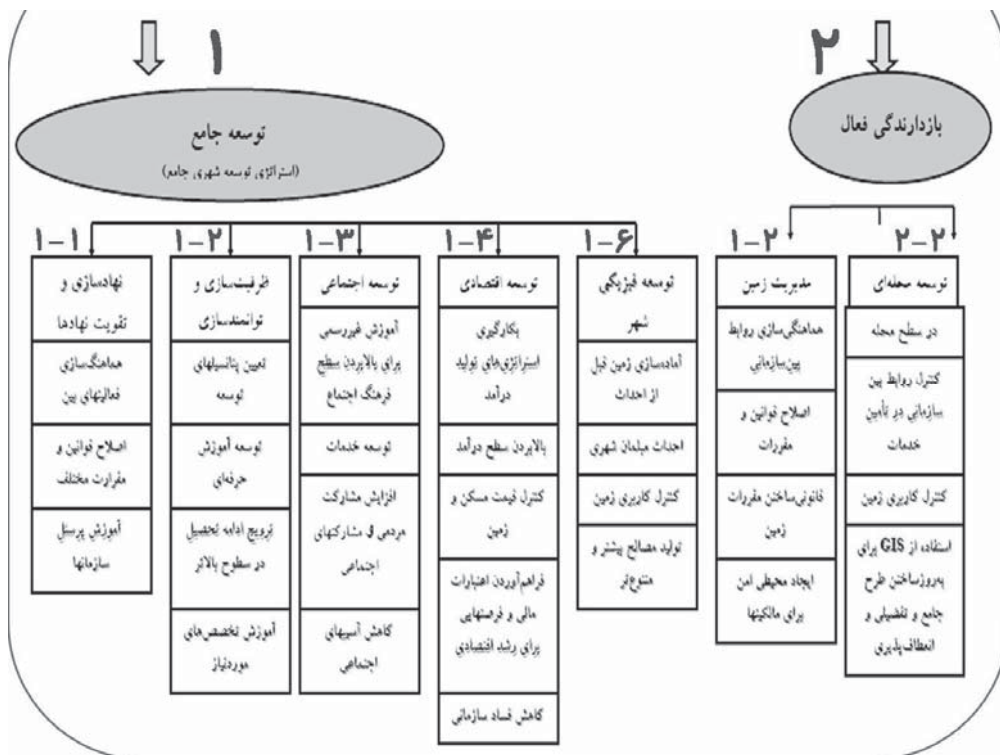 ۱
توسعه جامع
(استراتژی توسعه شهری جامع)
۱-۱
نهادسازی و
تقویت نهادها
هماهنگ‌سازی
فعالیتهای بین
اصلاح قوانین و
مقرارت مختلف
آموزش پرسنل
سازمانها
۱-۲
ظرفیت‌سازی و
توانمندسازی
تعیین پتانسیلهای
توسعه
توسعه آموزش
حرفه‌ای
ترویج ادامه تحصیل
در سطوح بالاتر
آموزش تخصص‌های
موردنیاز
۱-۳
توسعه اجتماعی
آموزش غیررسمی
برای بالابردن سطح
فرهنگ اجتماع
توسعه خدمات
افزایش مشارکت
مردمی و مشارکتهای
اجتماعی
کاهش آسیبهای
اجتماعی
۱-۴
توسعه اقتصادی
بکارگیری
استراتژی‌های تولید
درآمد
بالابردن سطح درآمد
کنترل قیمت مسکن و
زمین
فراهم‌آوردن اعتبارات
مالی و فرصتهایی
برای رشد اقتصادی
کاهش فساد سازمانی
۱-۶
توسعه فیزیکی
شهر
آماده‌سازی زمین قبل
از احداث
احداث مبلمان شهری
کنترل کاربری زمین
تولید مصالح بیشتر و
متنوع‌تر
۲
بازدارندگی فعال
۱-۲
مدیریت زمین
هماهنگی‌سازی روابط
بین‌سازمانی
اصلاح قوانین و
مقررات
قانونی‌ساختن مقررات
زمین
ایجاد محیطی امن
برای مالکیتها
۲-۲
توسعه محله‌ای
در سطح محله
کنترل روابط بین
سازمانی در تأمین
خدمات
کنترل کاربری زمین
استفاده از GIS برای
به‌روزساختن طرح
جامع و تفضیلی و
انعطاف‌پذیری